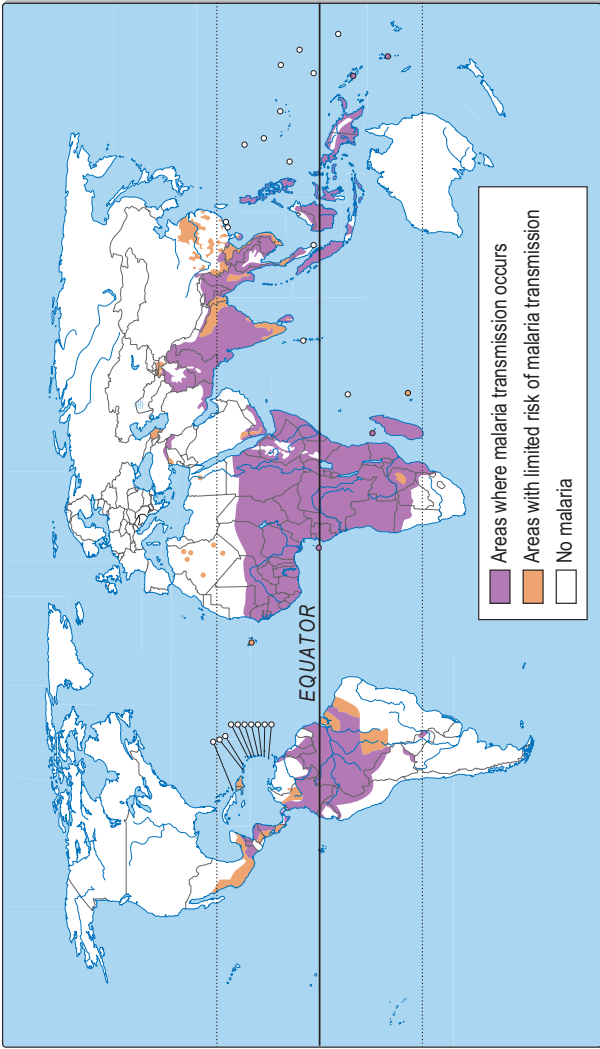 EQUATOR
Areas where malaria transmission occurs
Areas with limited risk of malaria transmission
No malaria